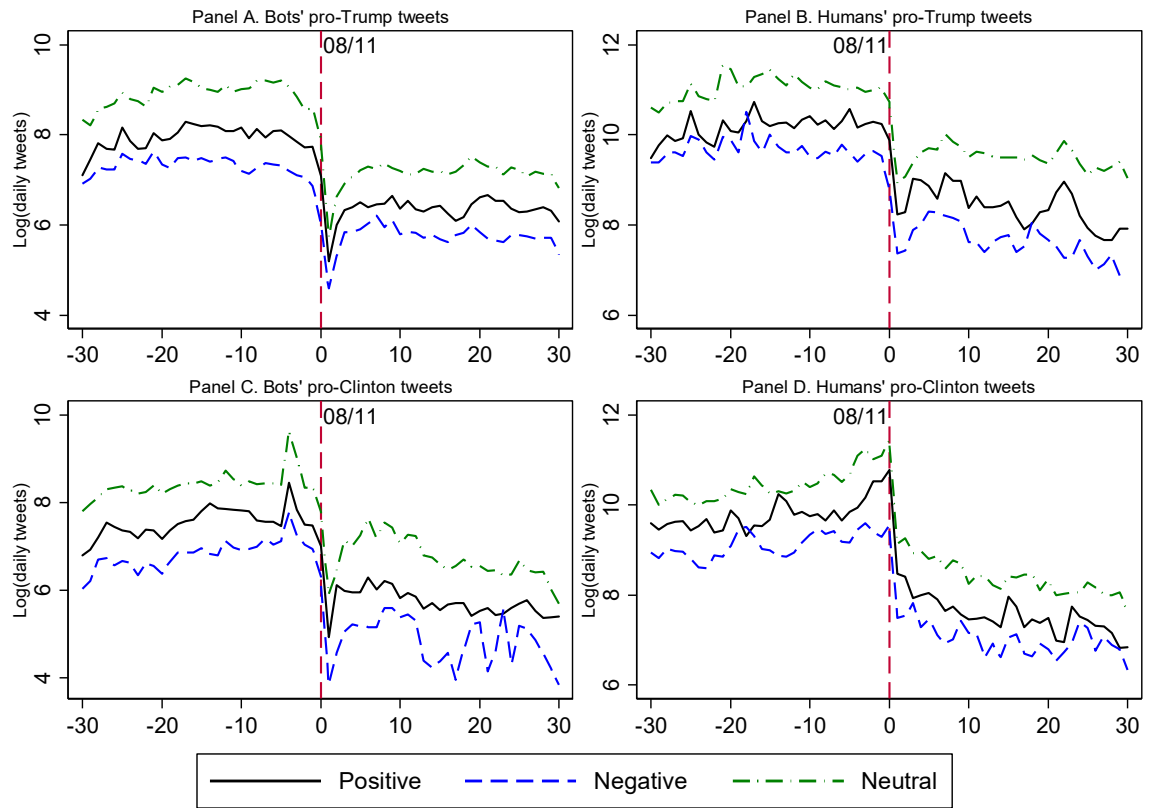 Panel A. Bots' pro-Trump tweets
Log(daily tweets)
10
8
6
4
08/11
-30 -20 -10 0 10 20 30
Panel B. Humans' pro-Trump tweets
Log(daily tweets)
12
10
8
6
08/11
-30 -20 -10 0 10 20 30
Panel C. Bots' pro-Clinton tweets
Log(daily tweets)
10
8
6
4
08/11
-30 -20 -10 0 10 20 30
Panel D. Humans' pro-Clinton tweets
Log(daily tweets)
12
10
8
6
08/11
-30 -20 -10 0 10 20 30
Positive Negative Neutral